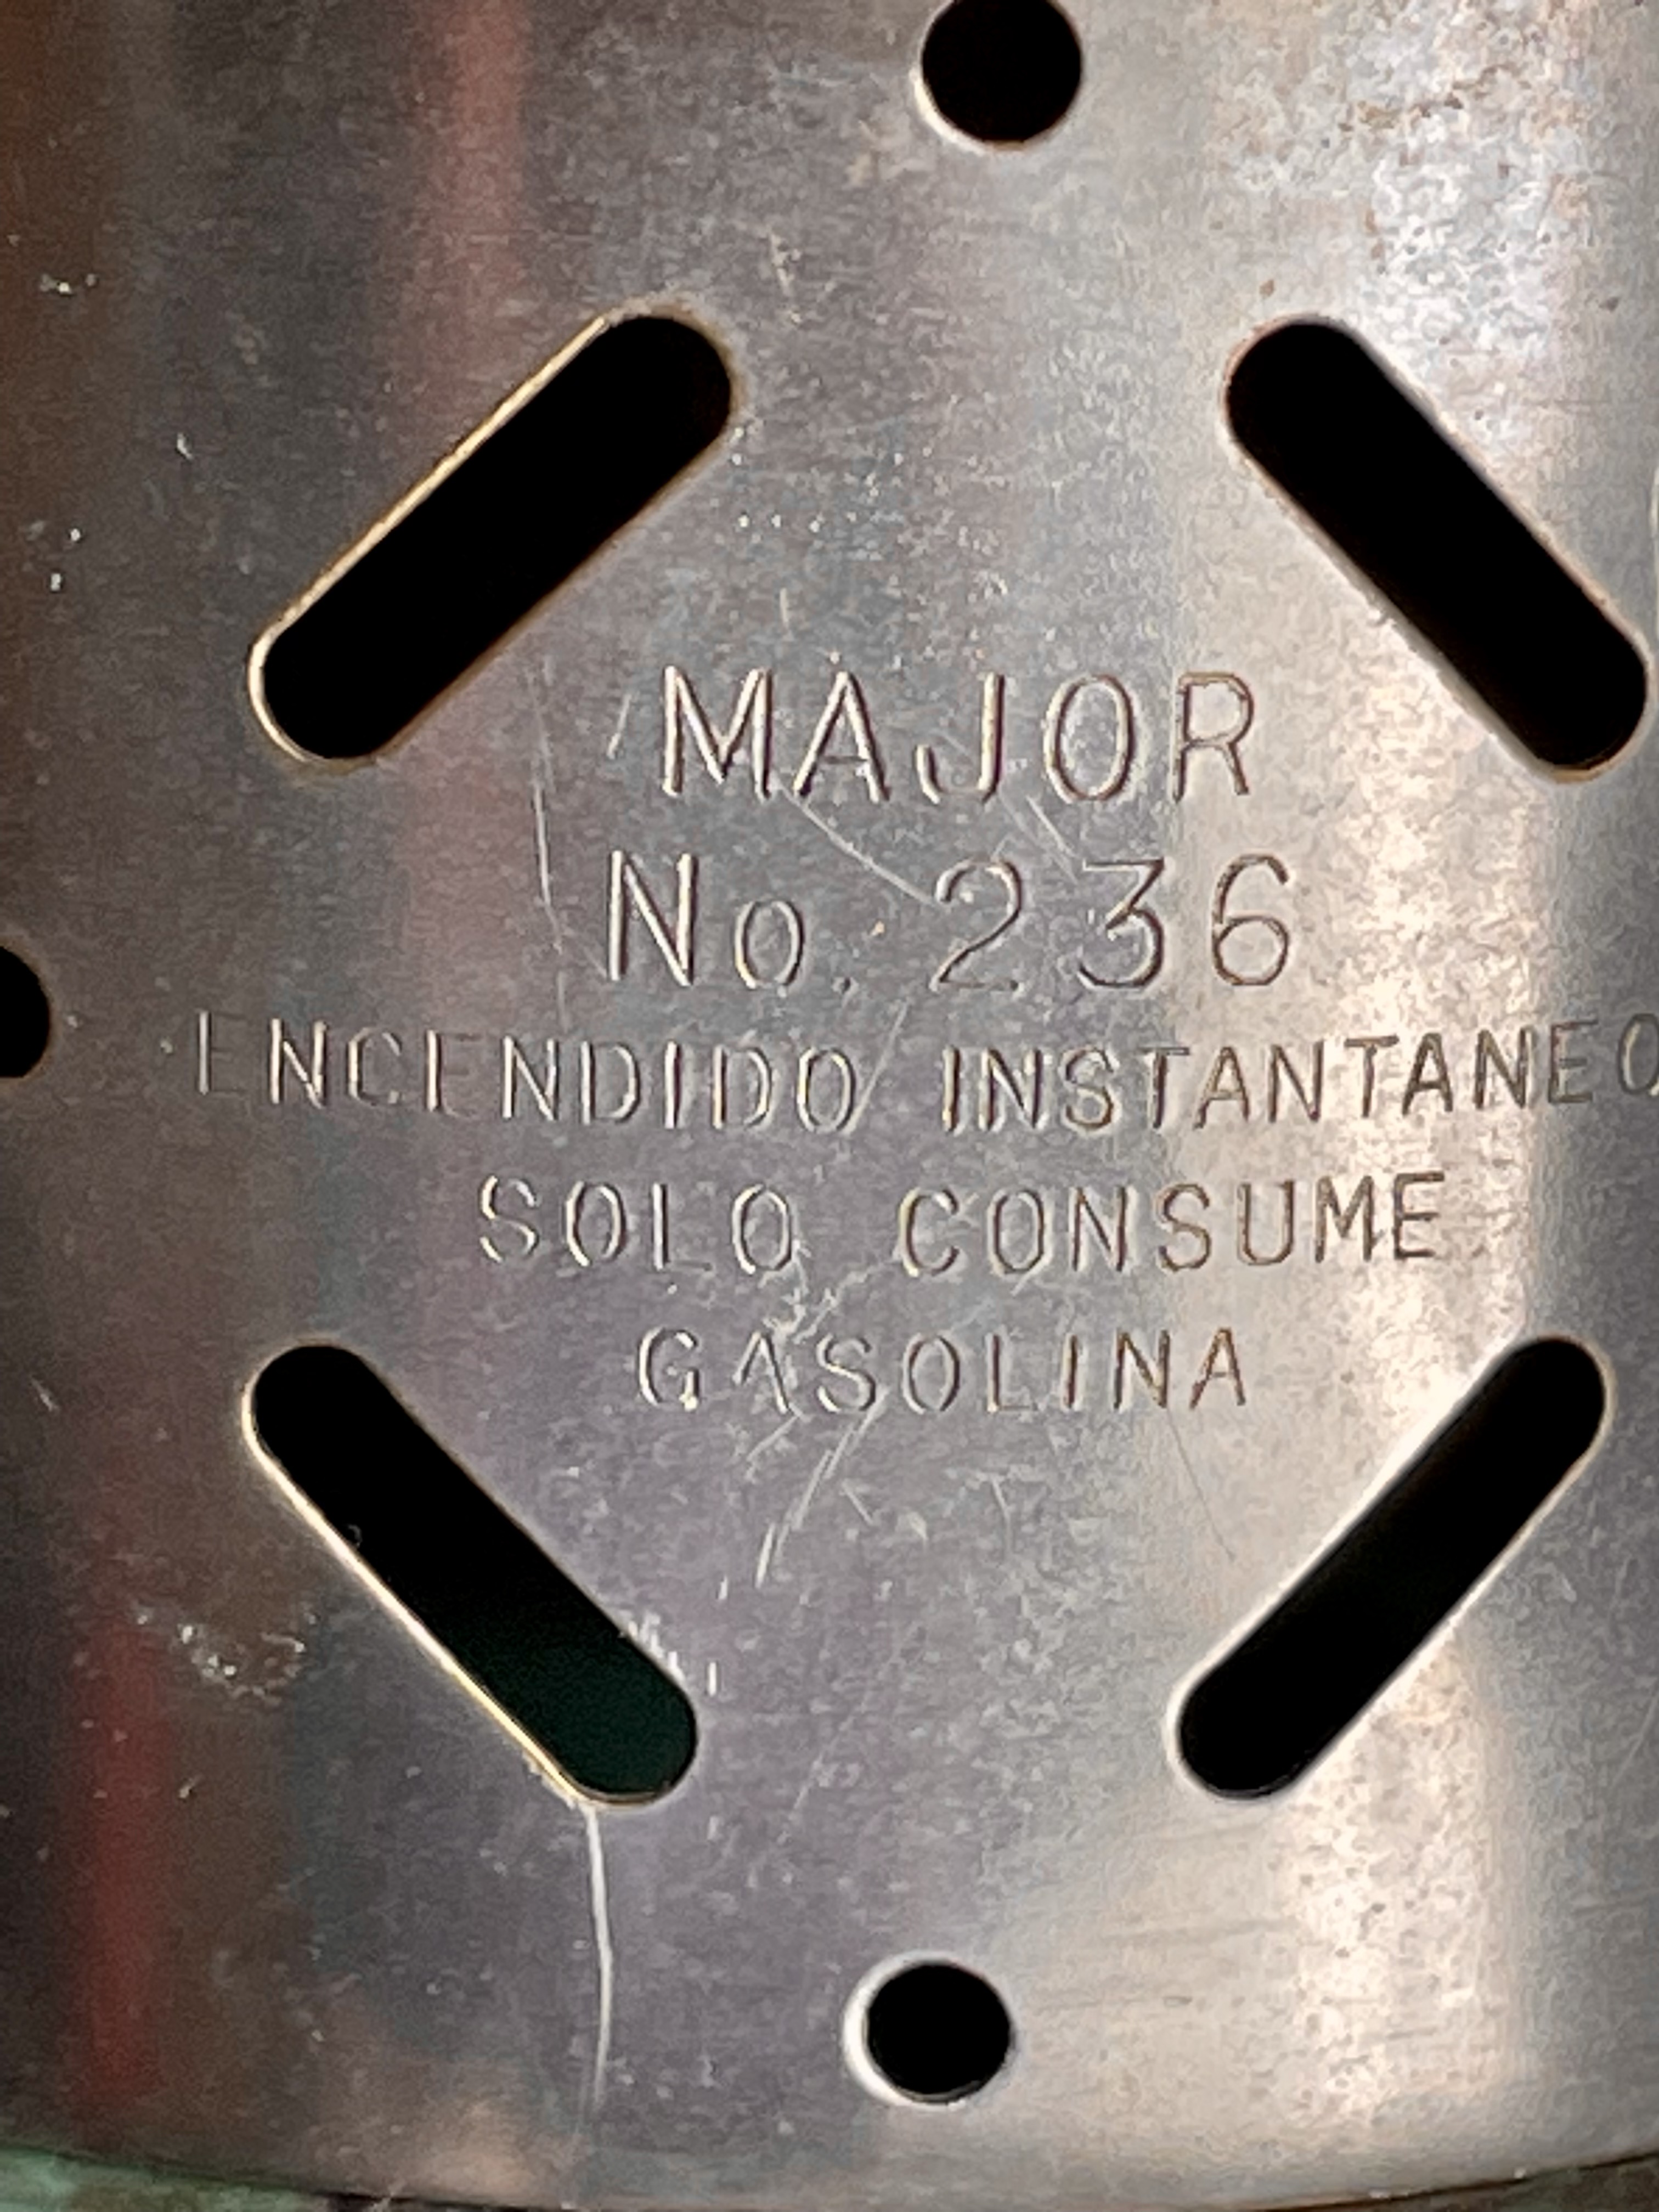 MAJOR
No. 236
ENCENDIDO INSTANTANEO
SOLO CONSUME
GASOLINA